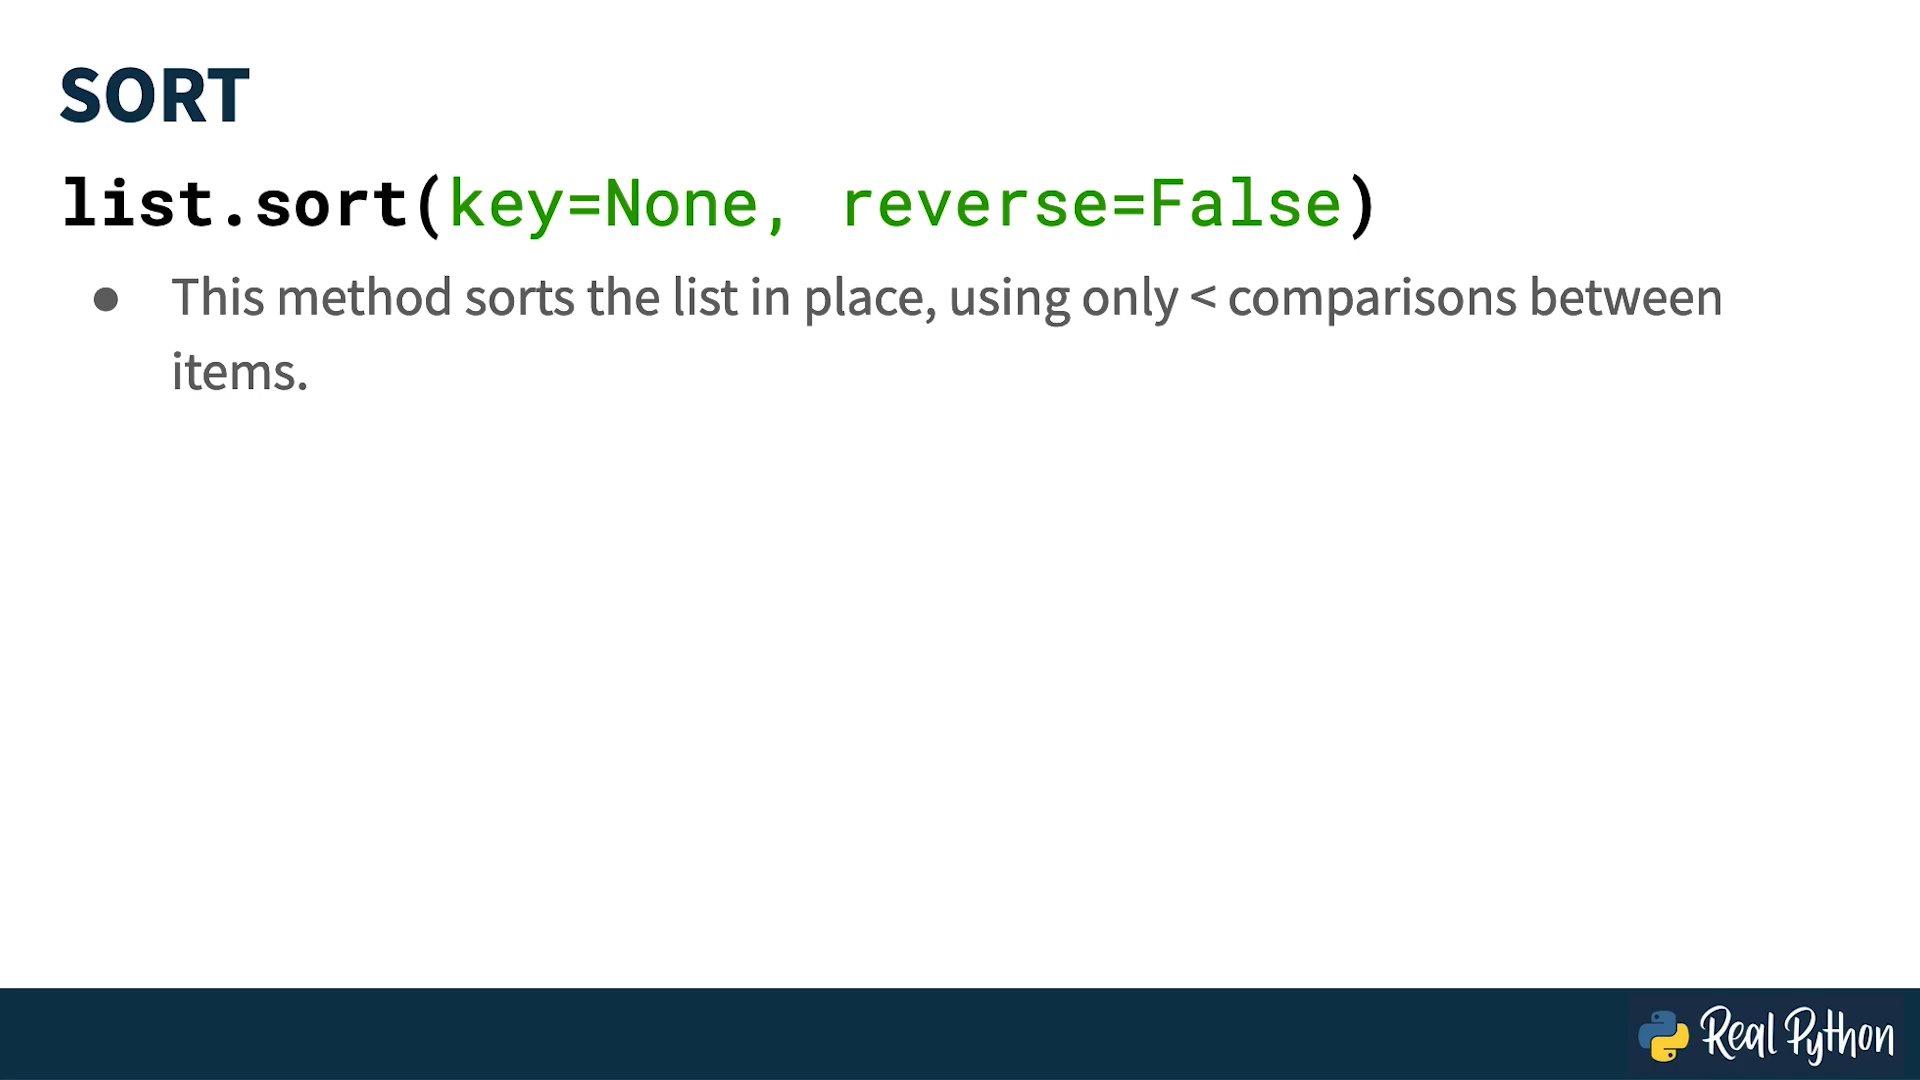 SORT
list.sort(key=None, reverse=False)
● This method sorts the list in place, using only < comparisons between
items.
Real Python